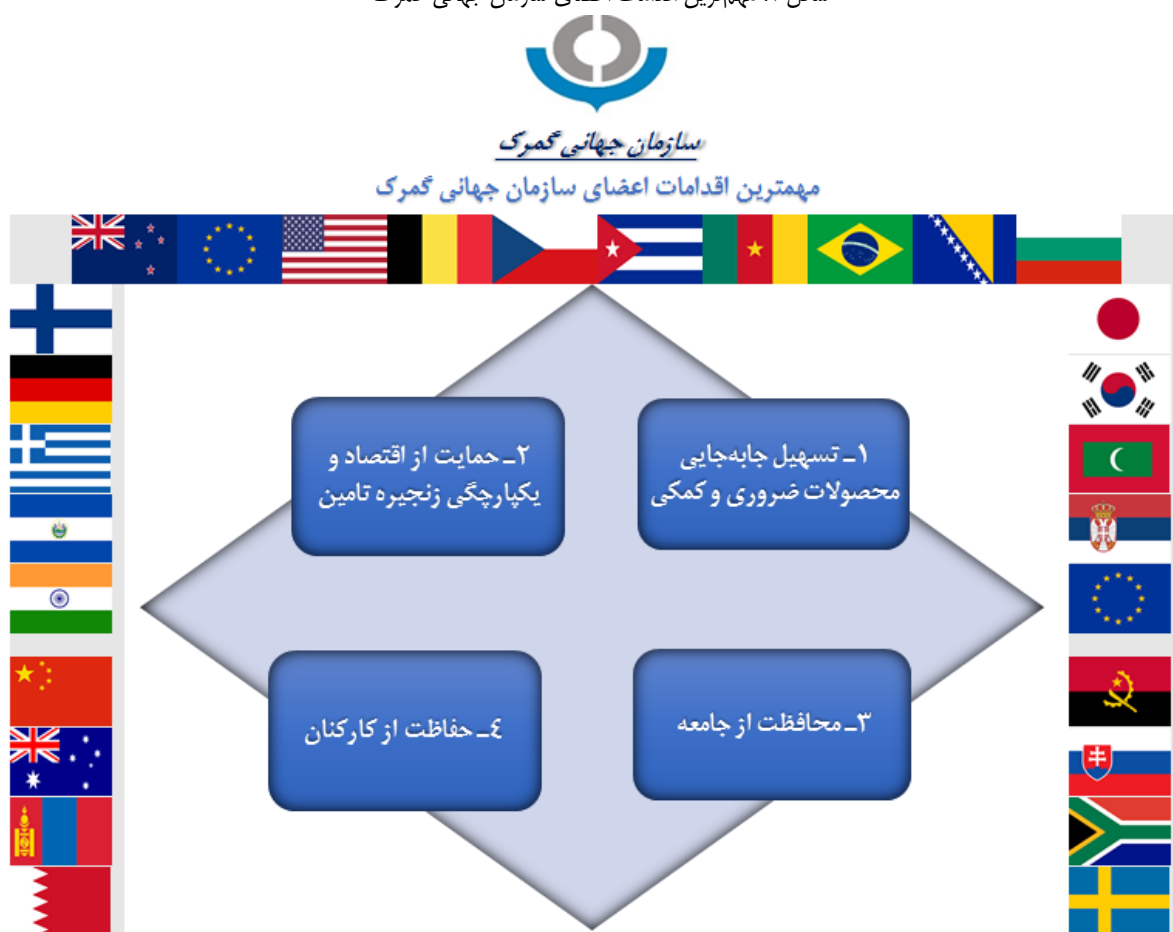 سازمان جهانی گمرک
مهمترین اقدامات اعضای سازمان جهانی گمرک
۱ـ تسهیل جابه‌جایی
محصولات ضروری و کمکی
۲ـ حمایت از اقتصاد و
یکپارچگی زنجیره تامین
۳ـ محافظت از جامعه
٤ـ حفاظت از کارکنان